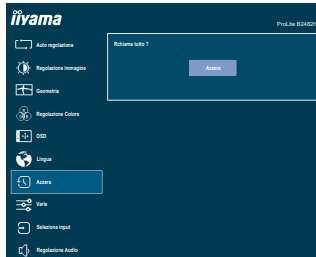 iiyama
ProLite B2482H
Auto regolazione
Richiama tutto ?
Azzera
Regolazione Immagine
Geometria
Regolazione Colore
OSD
Lingua
Azzera
Varie
Seleziona input
Regolazione Audio